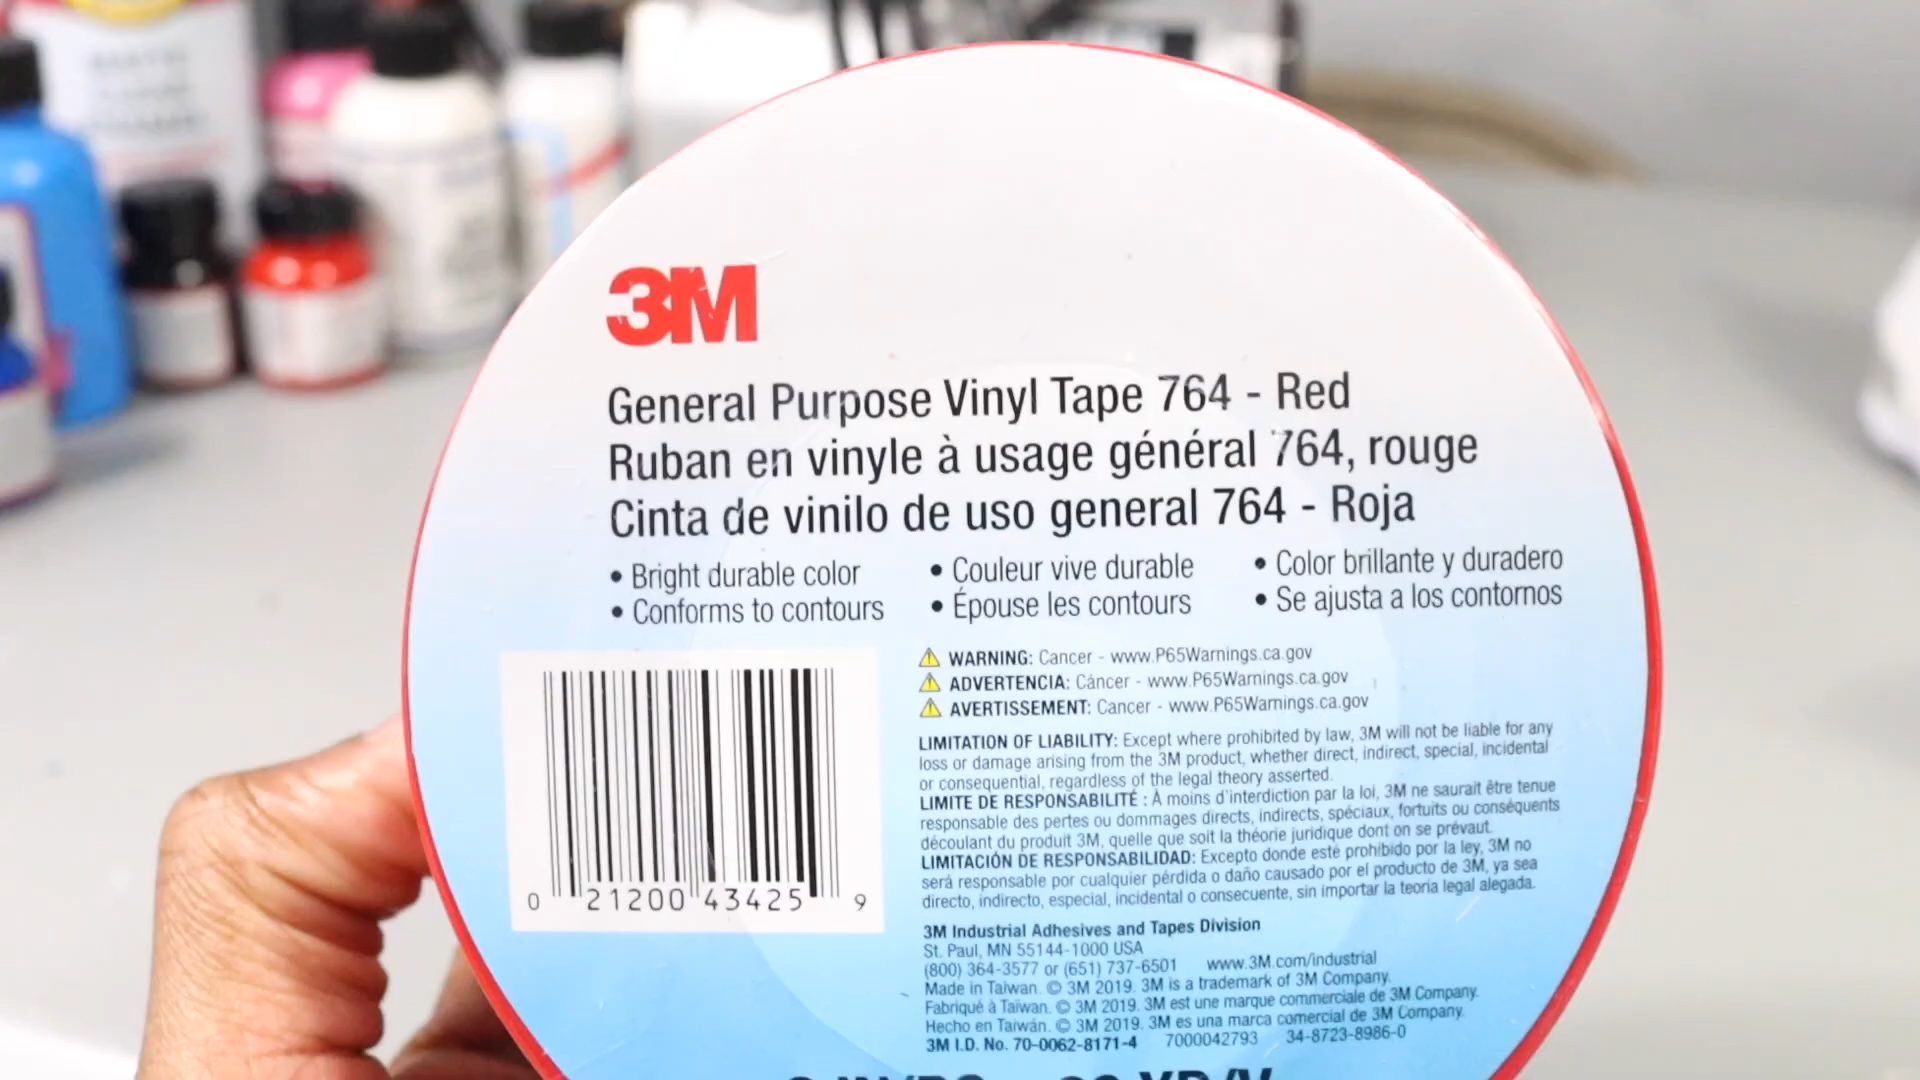 3M
General Purpose Vinyl Tape 764 - Red
Ruban en vinyle à usage général 764, rouge
Cinta de vinilo de uso general 764 - Roja
• Bright durable color
• Conforms to contours
• Couleur vive durable
• Épouse les contours
• Color brillante y duradero
• Se ajusta a los contornos
WARNING: Cancer - www.P65Warnings.ca.gov
ADVERTENCIA: Cáncer - www.P65Warnings.ca.gov
AVERTISSEMENT: Cancer - www.P65Warnings.ca.gov
LIMITATION OF LIABILITY: Except where prohibited by law, 3M will not be liable for any
loss or damage arising from the 3M product, whether direct, indirect, special, incidental
or consequential, regardless of the legal theory asserted.
LIMITE DE RESPONSABILITÉ : À moins d'interdiction par la loi, 3M ne saurait être tenue
responsable des pertes ou dommages directs, indirects, spéciaux, fortuits ou conséquents
découlant du produit 3M, quelle que soit la théorie juridique dont on se prévaut.
LIMITACIÓN DE RESPONSABILIDAD: Excepto donde esté prohibido por la ley, 3M no
será responsable por cualquier pérdida o daño causado por el producto de 3M, ya sea
directo, indirecto, especial, incidental o consecuente, sin importar la teoría legal alegada.
0 21200 43425 9
3M Industrial Adhesives and Tapes Division
St. Paul, MN 55144-1000 USA
(800) 364-3577 or (651) 737-6501 www.3M.com/industrial
Made in Taiwan. © 3M 2019. 3M is a trademark of 3M Company.
Fabriqué à Taïwan. © 3M 2019. 3M est une marque commerciale de 3M Company.
Hecho en Taiwán. © 3M 2019. 3M es una marca comercial de 3M Company.
3M I.D. No. 70-0062-8171-4 7000042793 34-8723-8986-0